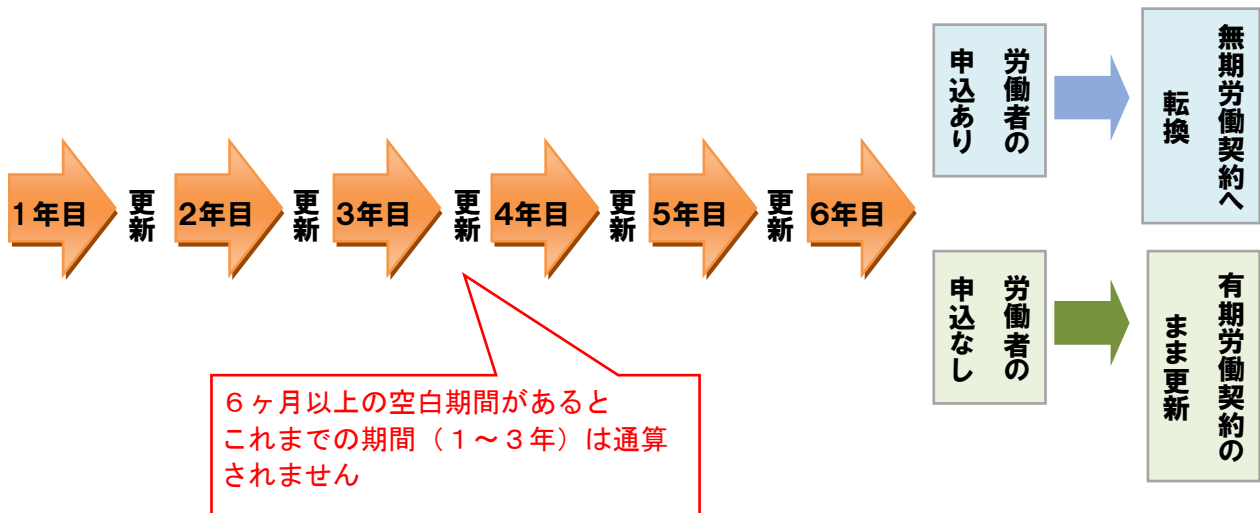 1年目
更新
2年目
更新
3年目
更新
4年目
更新
5年目
更新
6年目
労働者の
申込あり
無期労働契約へ
転換
労働者の
申込なし
有期労働契約の
まま更新
６ヶ月以上の空白期間があると
これまでの期間（１～３年）は通算
されません